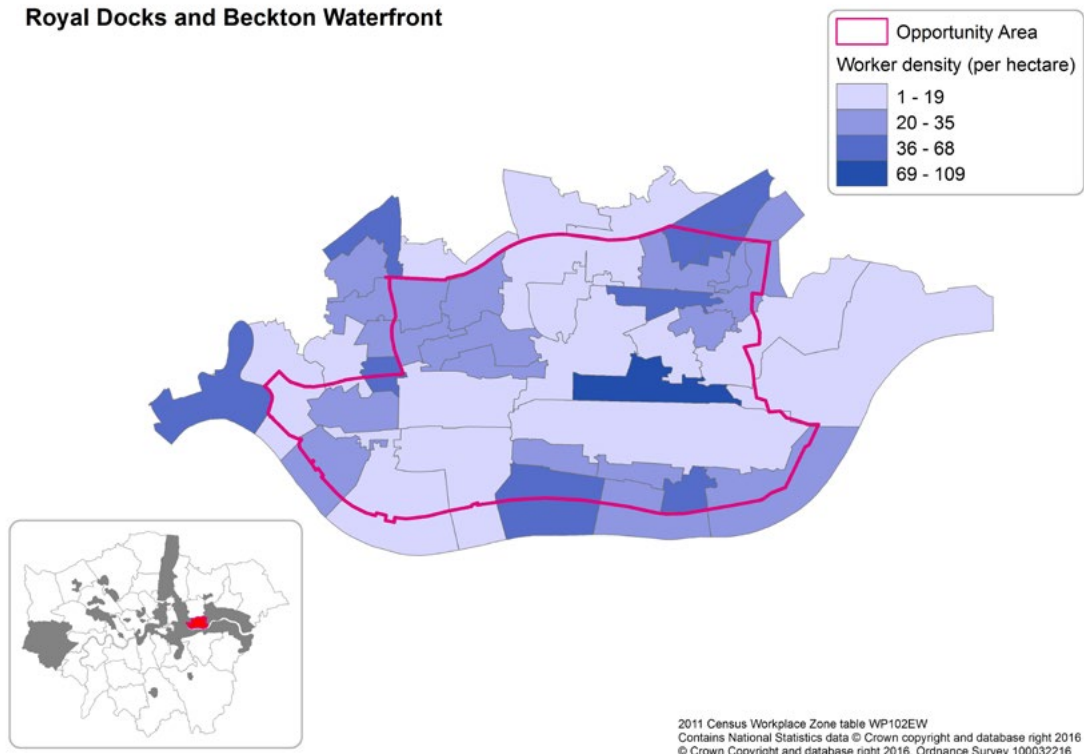 Royal Docks and Beckton Waterfront
Opportunity Area
Worker density (per hectare)
1 - 19
20 - 35
36 - 68
69 - 109
2011 Census Workplace Zone table WP102EW
Contains National Statistics data © Crown copyright and database right 2016
© Crown Copyright and database right 2016. Ordnance Survey 100032216